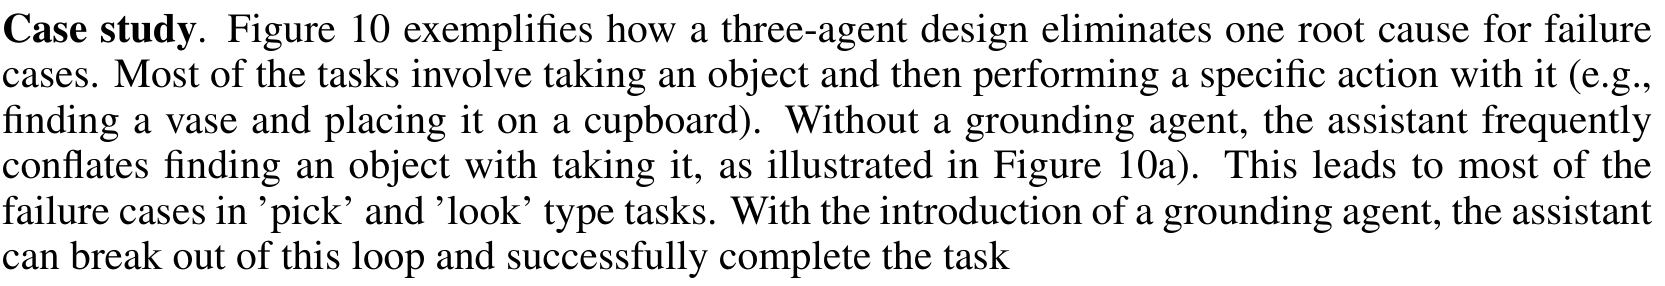 Case study. Figure 10 exemplifies how a three-agent design eliminates one root cause for failure
cases. Most of the tasks involve taking an object and then performing a specific action with it (e.g.,
finding a vase and placing it on a cupboard). Without a grounding agent, the assistant frequently
conflates finding an object with taking it, as illustrated in Figure 10a). This leads to most of the
failure cases in ’pick’ and ’look’ type tasks. With the introduction of a grounding agent, the assistant
can break out of this loop and successfully complete the task